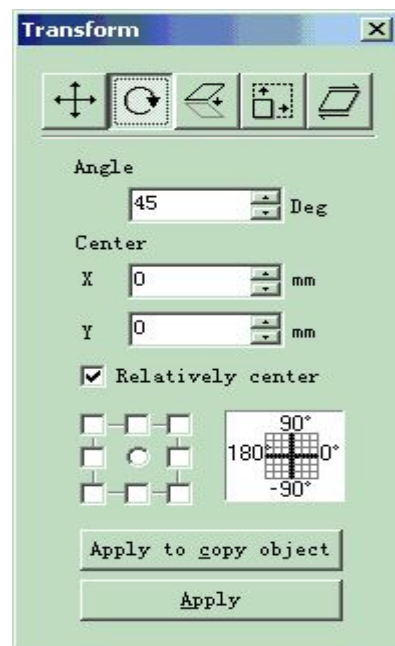 Transform
Angle
45 Deg
Center
X 0 mm
Y 0 mm
Relatively center
90°
180° 0°
-90°
Apply to copy object
Apply